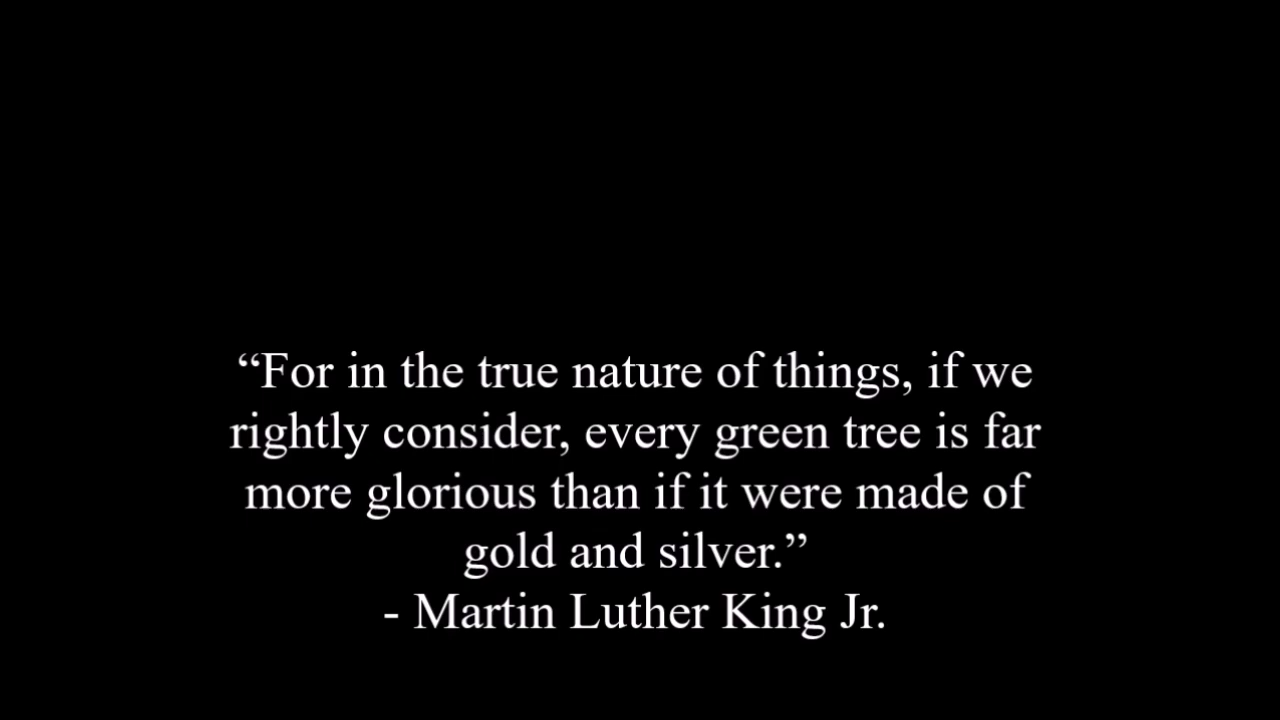 “For in the true nature of things, if we
rightly consider, every green tree is far
more glorious than if it were made of
gold and silver.”
- Martin Luther King Jr.